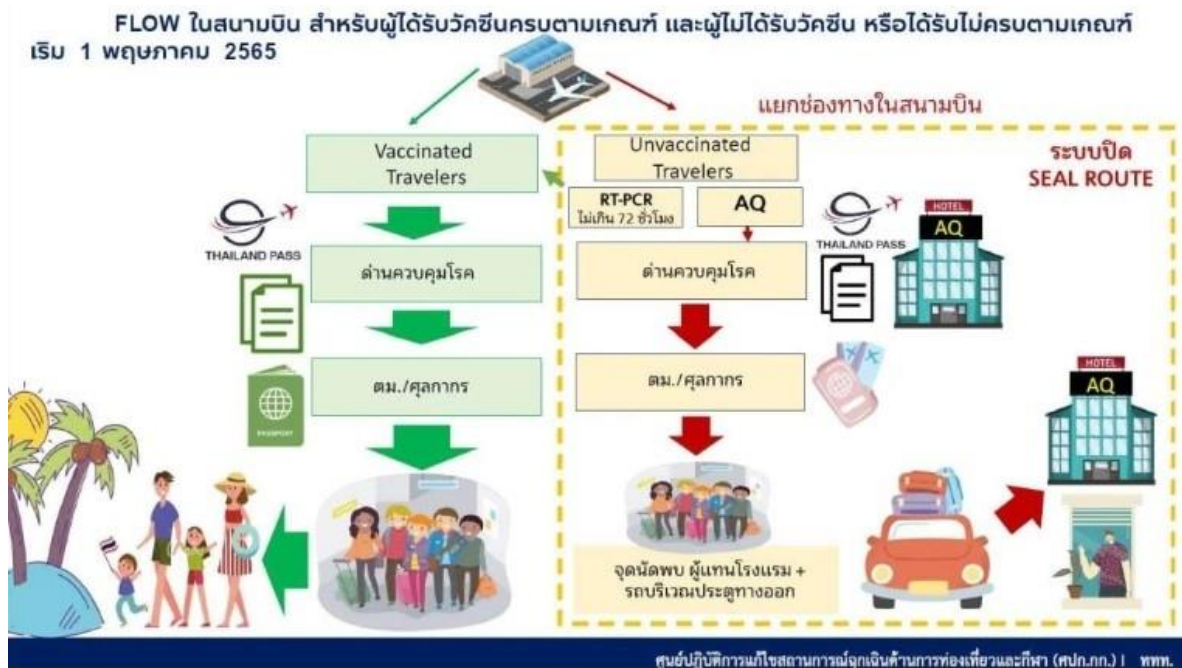 FLOW ในสนามบิน สำหรับผู้ได้รับวัคซีนครบตามเกณฑ์ และผู้ไม่ได้รับวัคซีน หรือได้รับไม่ครบตามเกณฑ์
เริ่ม 1 พฤษภาคม 2565
แยกช่องทางในสนามบิน
Vaccinated
Travelers
Unvaccinated
Travelers
ระบบปิด
SEAL ROUTE
RT-PCR
ไม่เกิน 72 ชั่วโมง
AQ
THAILAND PASS
THAILAND PASS
HOTEL
AQ
ด่านควบคุมโรค
ด่านควบคุมโรค
ตม./ศุลกากร
ตม./ศุลกากร
PASSPORT
HOTEL
AQ
จุดนัดพบ ผู้แทนโรงแรม +
รถบริเวณประตูทางออก
ศูนย์ปฏิบัติการแก้ไขสถานการณ์ฉุกเฉินด้านการท่องเที่ยวและกีฬา (ศปก.กก.) | ททท.